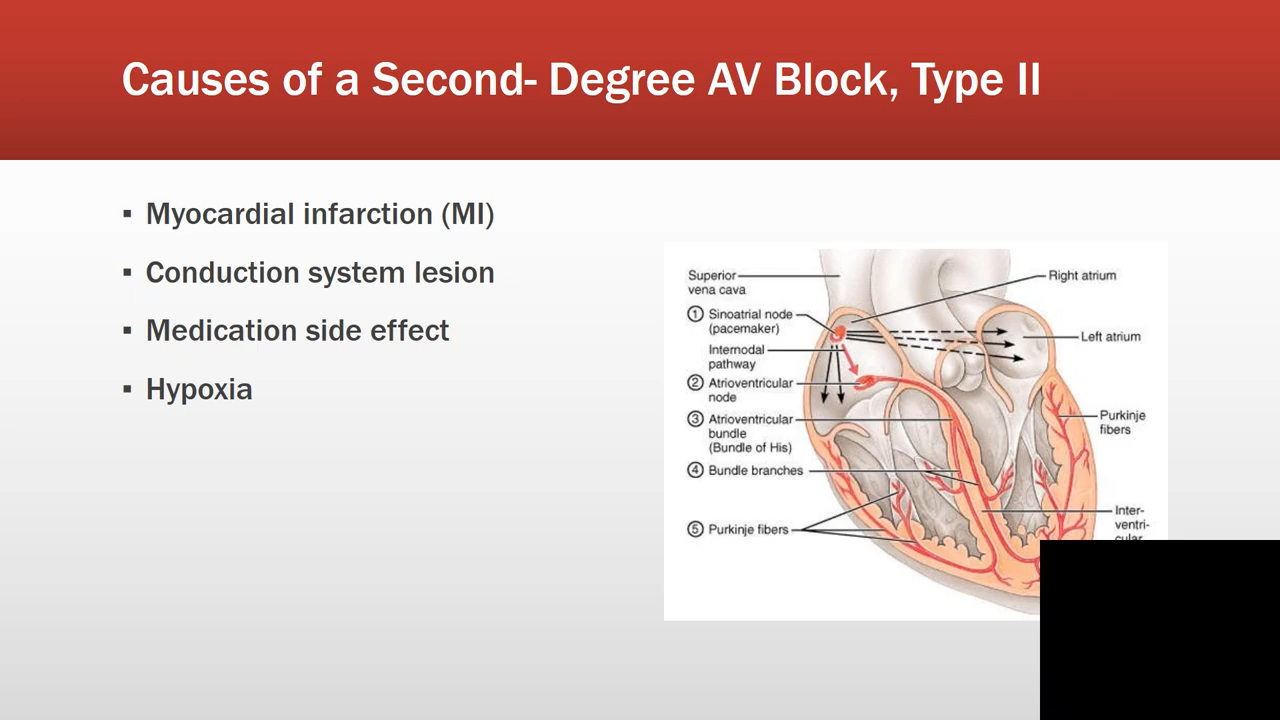 Causes of a Second- Degree AV Block, Type II
▪ Myocardial infarction (MI)
▪ Conduction system lesion
▪ Medication side effect
▪ Hypoxia
Superior
vena cava
① Sinoatrial node
(pacemaker)
Internodal
pathway
② Atrioventricular
node
③ Atrioventricular
bundle
(Bundle of His)
④ Bundle branches
⑤ Purkinje fibers
Right atrium
Left atrium
Purkinje
fibers
Inter-
ventri-
cular